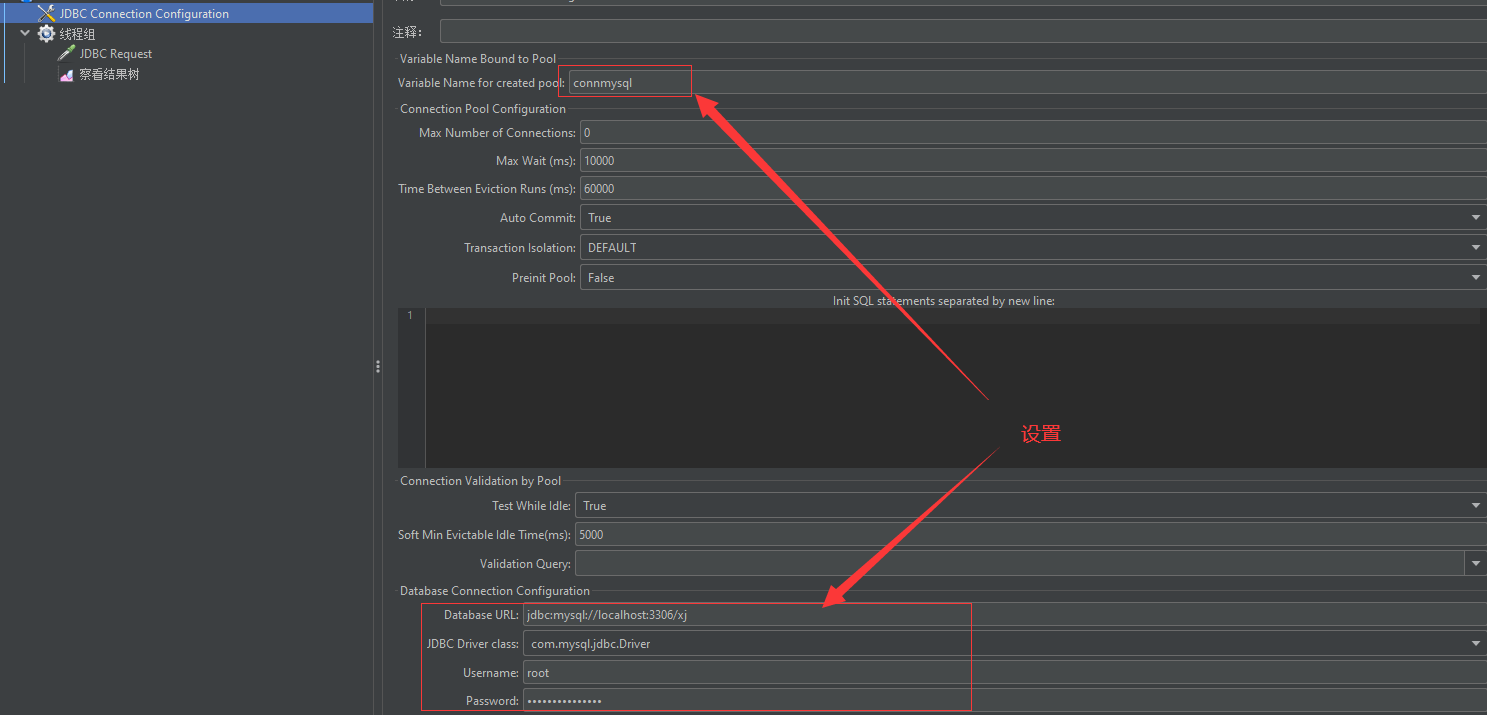 JDBC Connection Configuration
线程组
JDBC Request
察看结果树
注释:
Variable Name Bound to Pool
Variable Name for created pool: connmysql
Connection Pool Configuration
Max Number of Connections: 0
Max Wait (ms): 10000
Time Between Eviction Runs (ms): 60000
Auto Commit: True
Transaction Isolation: DEFAULT
Preinit Pool: False
Init SQL statements separated by new line:
1
设置
Connection Validation by Pool
Test While Idle: True
Soft Min Evictable Idle Time(ms): 5000
Validation Query:
Database Connection Configuration
Database URL: jdbc:mysql://localhost:3306/xj
JDBC Driver class: com.mysql.jdbc.Driver
Username: root
Password: •••••••••••••••